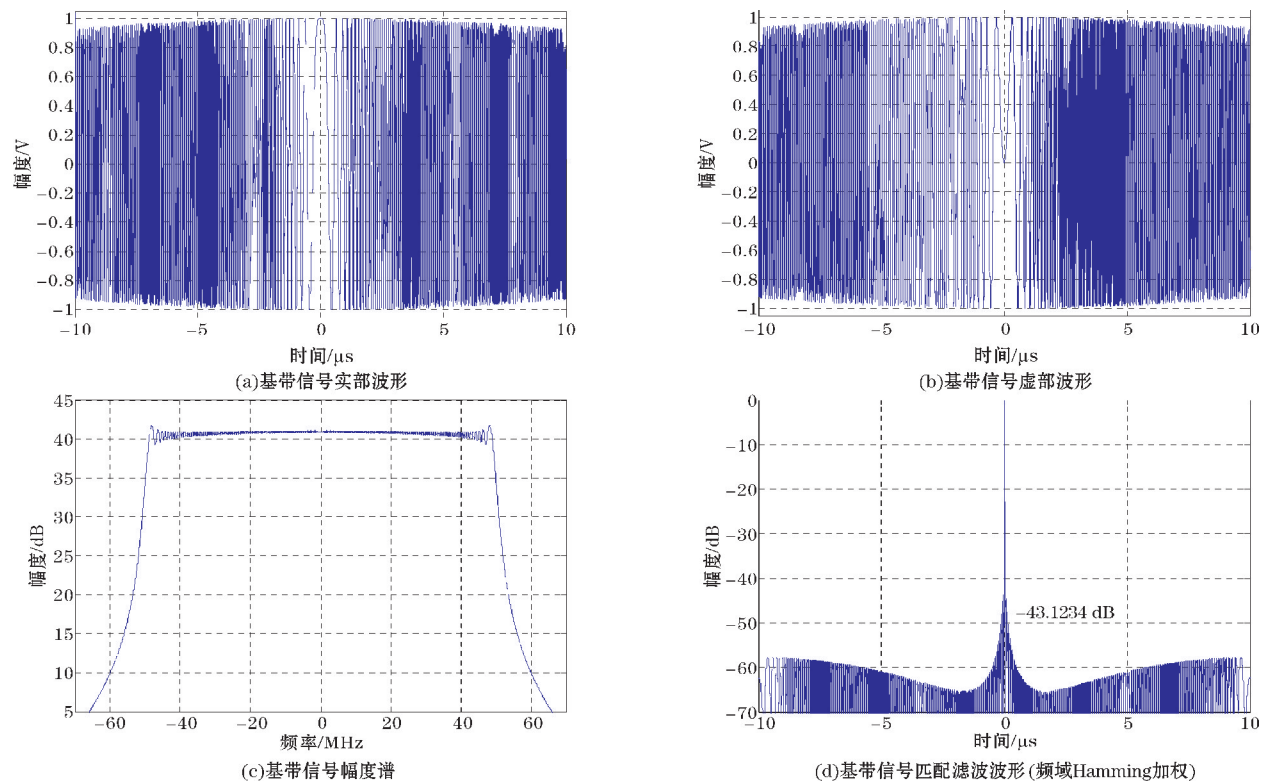 1
0.8
0.6
0.4
0.2
0
−0.2
−0.4
−0.6
−0.8
−1
幅度/V
−10 −5 0 5 10
时间/μs
(a)基带信号实部波形
1
0.8
0.6
0.4
0.2
0
−0.2
−0.4
−0.6
−0.8
−1
幅度/V
−10 −5 0 5 10
时间/μs
(b)基带信号虚部波形
45
40
35
30
25
20
15
10
5
幅度/dB
−60 −40 −20 0 20 40 60
频率/MHz
(c)基带信号幅度谱
0
−10
−20
−30
−40
−50
−60
−70
幅度/dB
−43.1234 dB
−10 −5 0 5 10
时间/μs
(d)基带信号匹配滤波波形(频域Hamming加权)